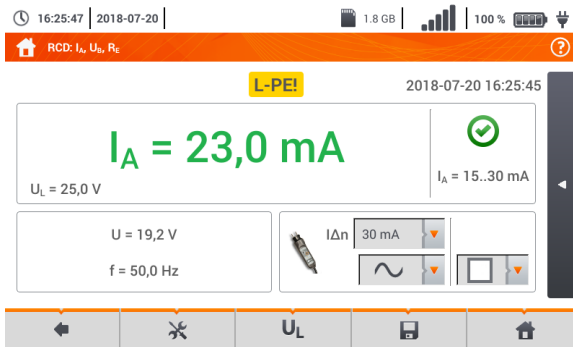 16:25:47 2018-07-20 1.8 GB 100 %
RCD: IA, UB, RE
L-PE! 2018-07-20 16:25:45
IA = 23,0 mA
IA = 15..30 mA
UL = 25,0 V
U = 19,2 V
f = 50,0 Hz
IΔn 30 mA
UL